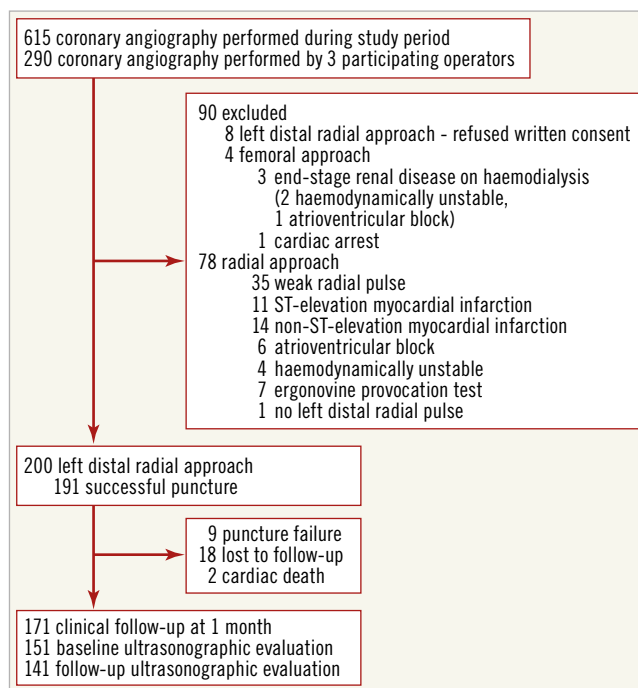 615 coronary angiography performed during study period
290 coronary angiography performed by 3 participating operators
90 excluded
8 left distal radial approach - refused written consent
4 femoral approach
3 end-stage renal disease on haemodialysis
(2 haemodynamically unstable,
1 atrioventricular block)
1 cardiac arrest
78 radial approach
35 weak radial pulse
11 ST-elevation myocardial infarction
14 non-ST-elevation myocardial infarction
6 atrioventricular block
4 haemodynamically unstable
7 ergonovine provocation test
1 no left distal radial pulse
200 left distal radial approach
191 successful puncture
9 puncture failure
18 lost to follow-up
2 cardiac death
171 clinical follow-up at 1 month
151 baseline ultrasonographic evaluation
141 follow-up ultrasonographic evaluation